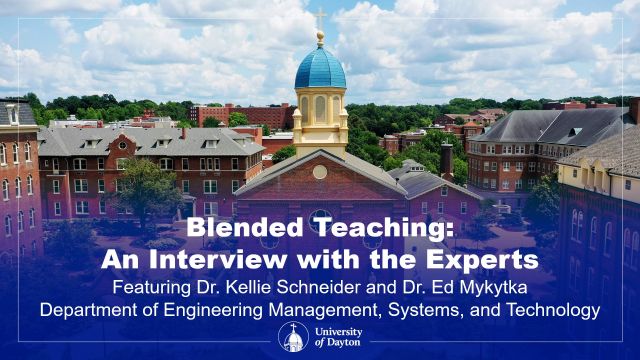 Blended Teaching:
An Interview with the Experts
Featuring Dr. Kellie Schneider and Dr. Ed Mykytka
Department of Engineering Management, Systems, and Technology
University
of Dayton